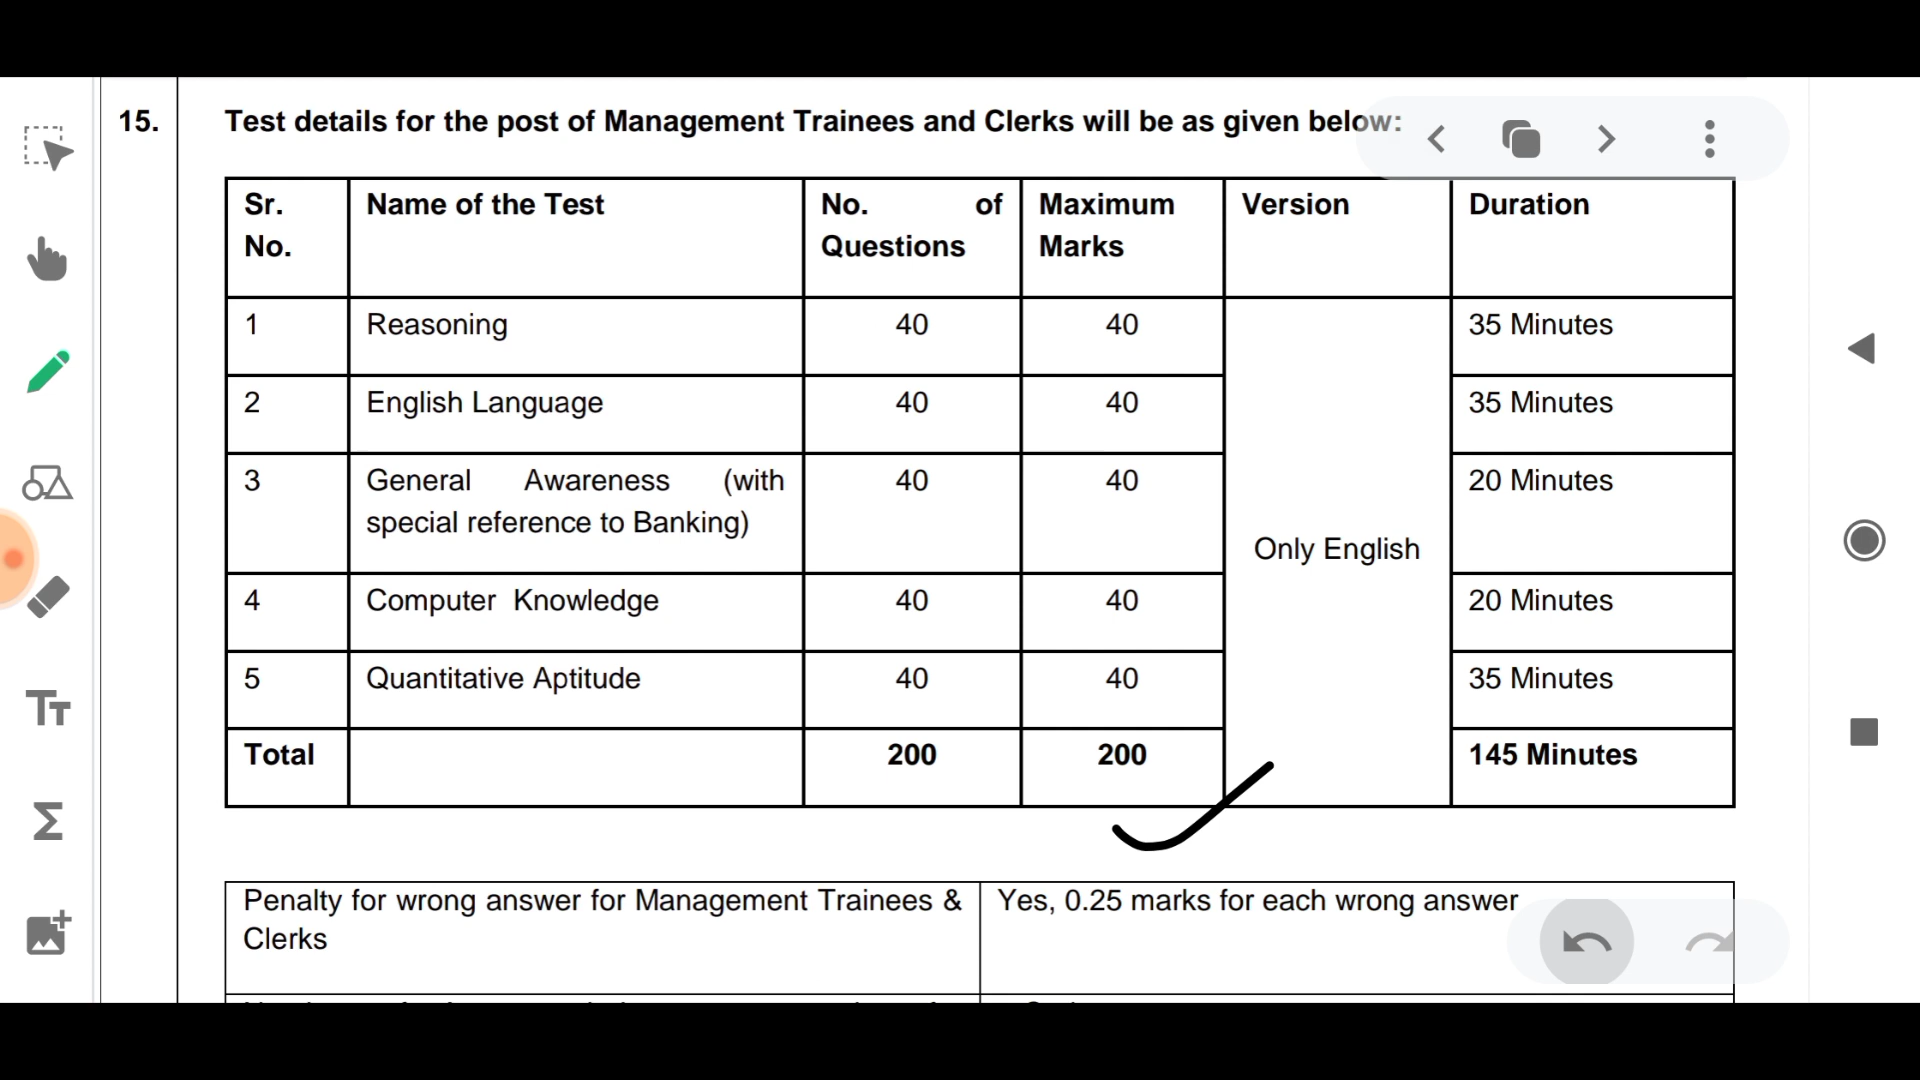 15. Test details for the post of Management Trainees and Clerks will be as given below:
Sr. No. Name of the Test No. of Questions Maximum Marks Version Duration
1 Reasoning 40 40 35 Minutes
2 English Language 40 40 35 Minutes
3 General Awareness (with special reference to Banking) 40 40 20 Minutes
Only English
4 Computer Knowledge 40 40 20 Minutes
5 Quantitative Aptitude 40 40 35 Minutes
Total 200 200 145 Minutes
Penalty for wrong answer for Management Trainees & Clerks Yes, 0.25 marks for each wrong answer